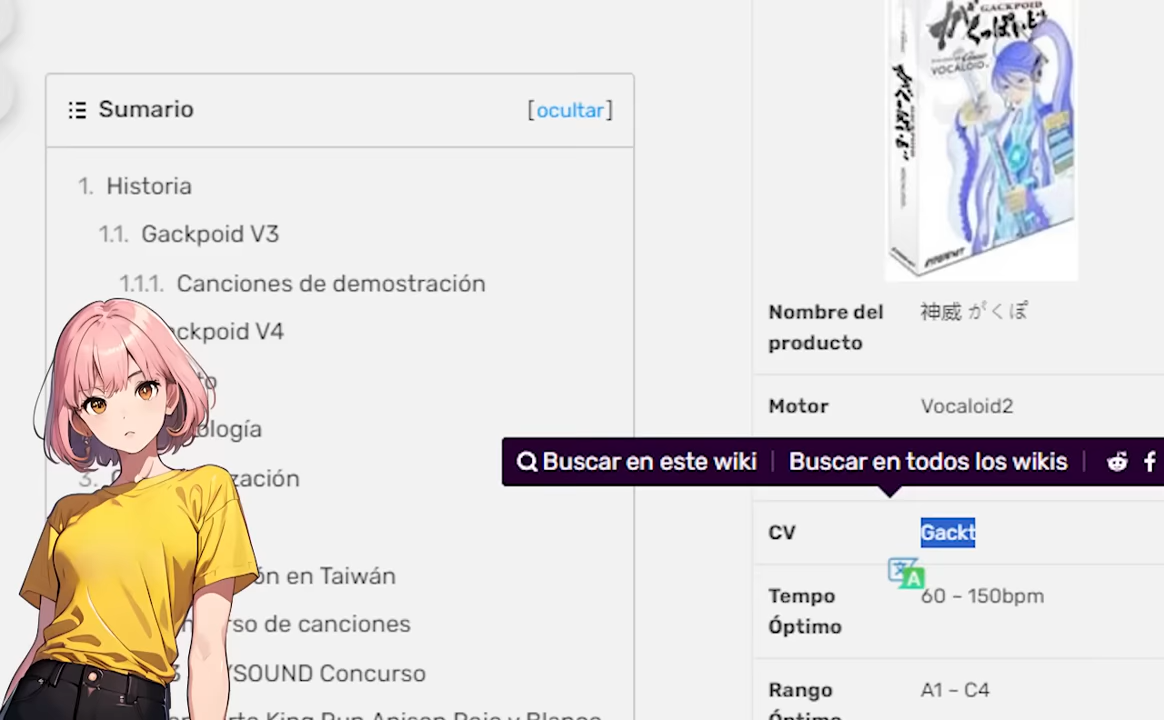 Sumario
[ocultar]
1. Historia
1.1. Gackpoid V3
1.1.1. Canciones de demostración
ackpoid V4
to
ología
3.
zación
ón en Taiwán
rso de canciones
SOUND Concurso
GACKPOID
がくっぽいど
VOCALOID
Nombre del
producto
神威 がくぽ
Motor
Vocaloid2
Buscar en este wiki
Buscar en todos los wikis
CV
Gackt
Tempo
Óptimo
60 – 150bpm
Rango
Óptimo
A1 – C4